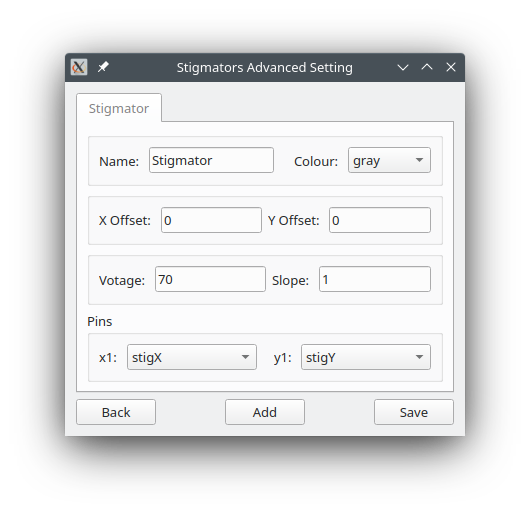 Stigmators Advanced Setting
Stigmator
Name: Stigmator Colour: gray
X Offset: 0 Y Offset: 0
Votage: 70 Slope: 1
Pins
x1: stigX y1: stigY
Back Add Save